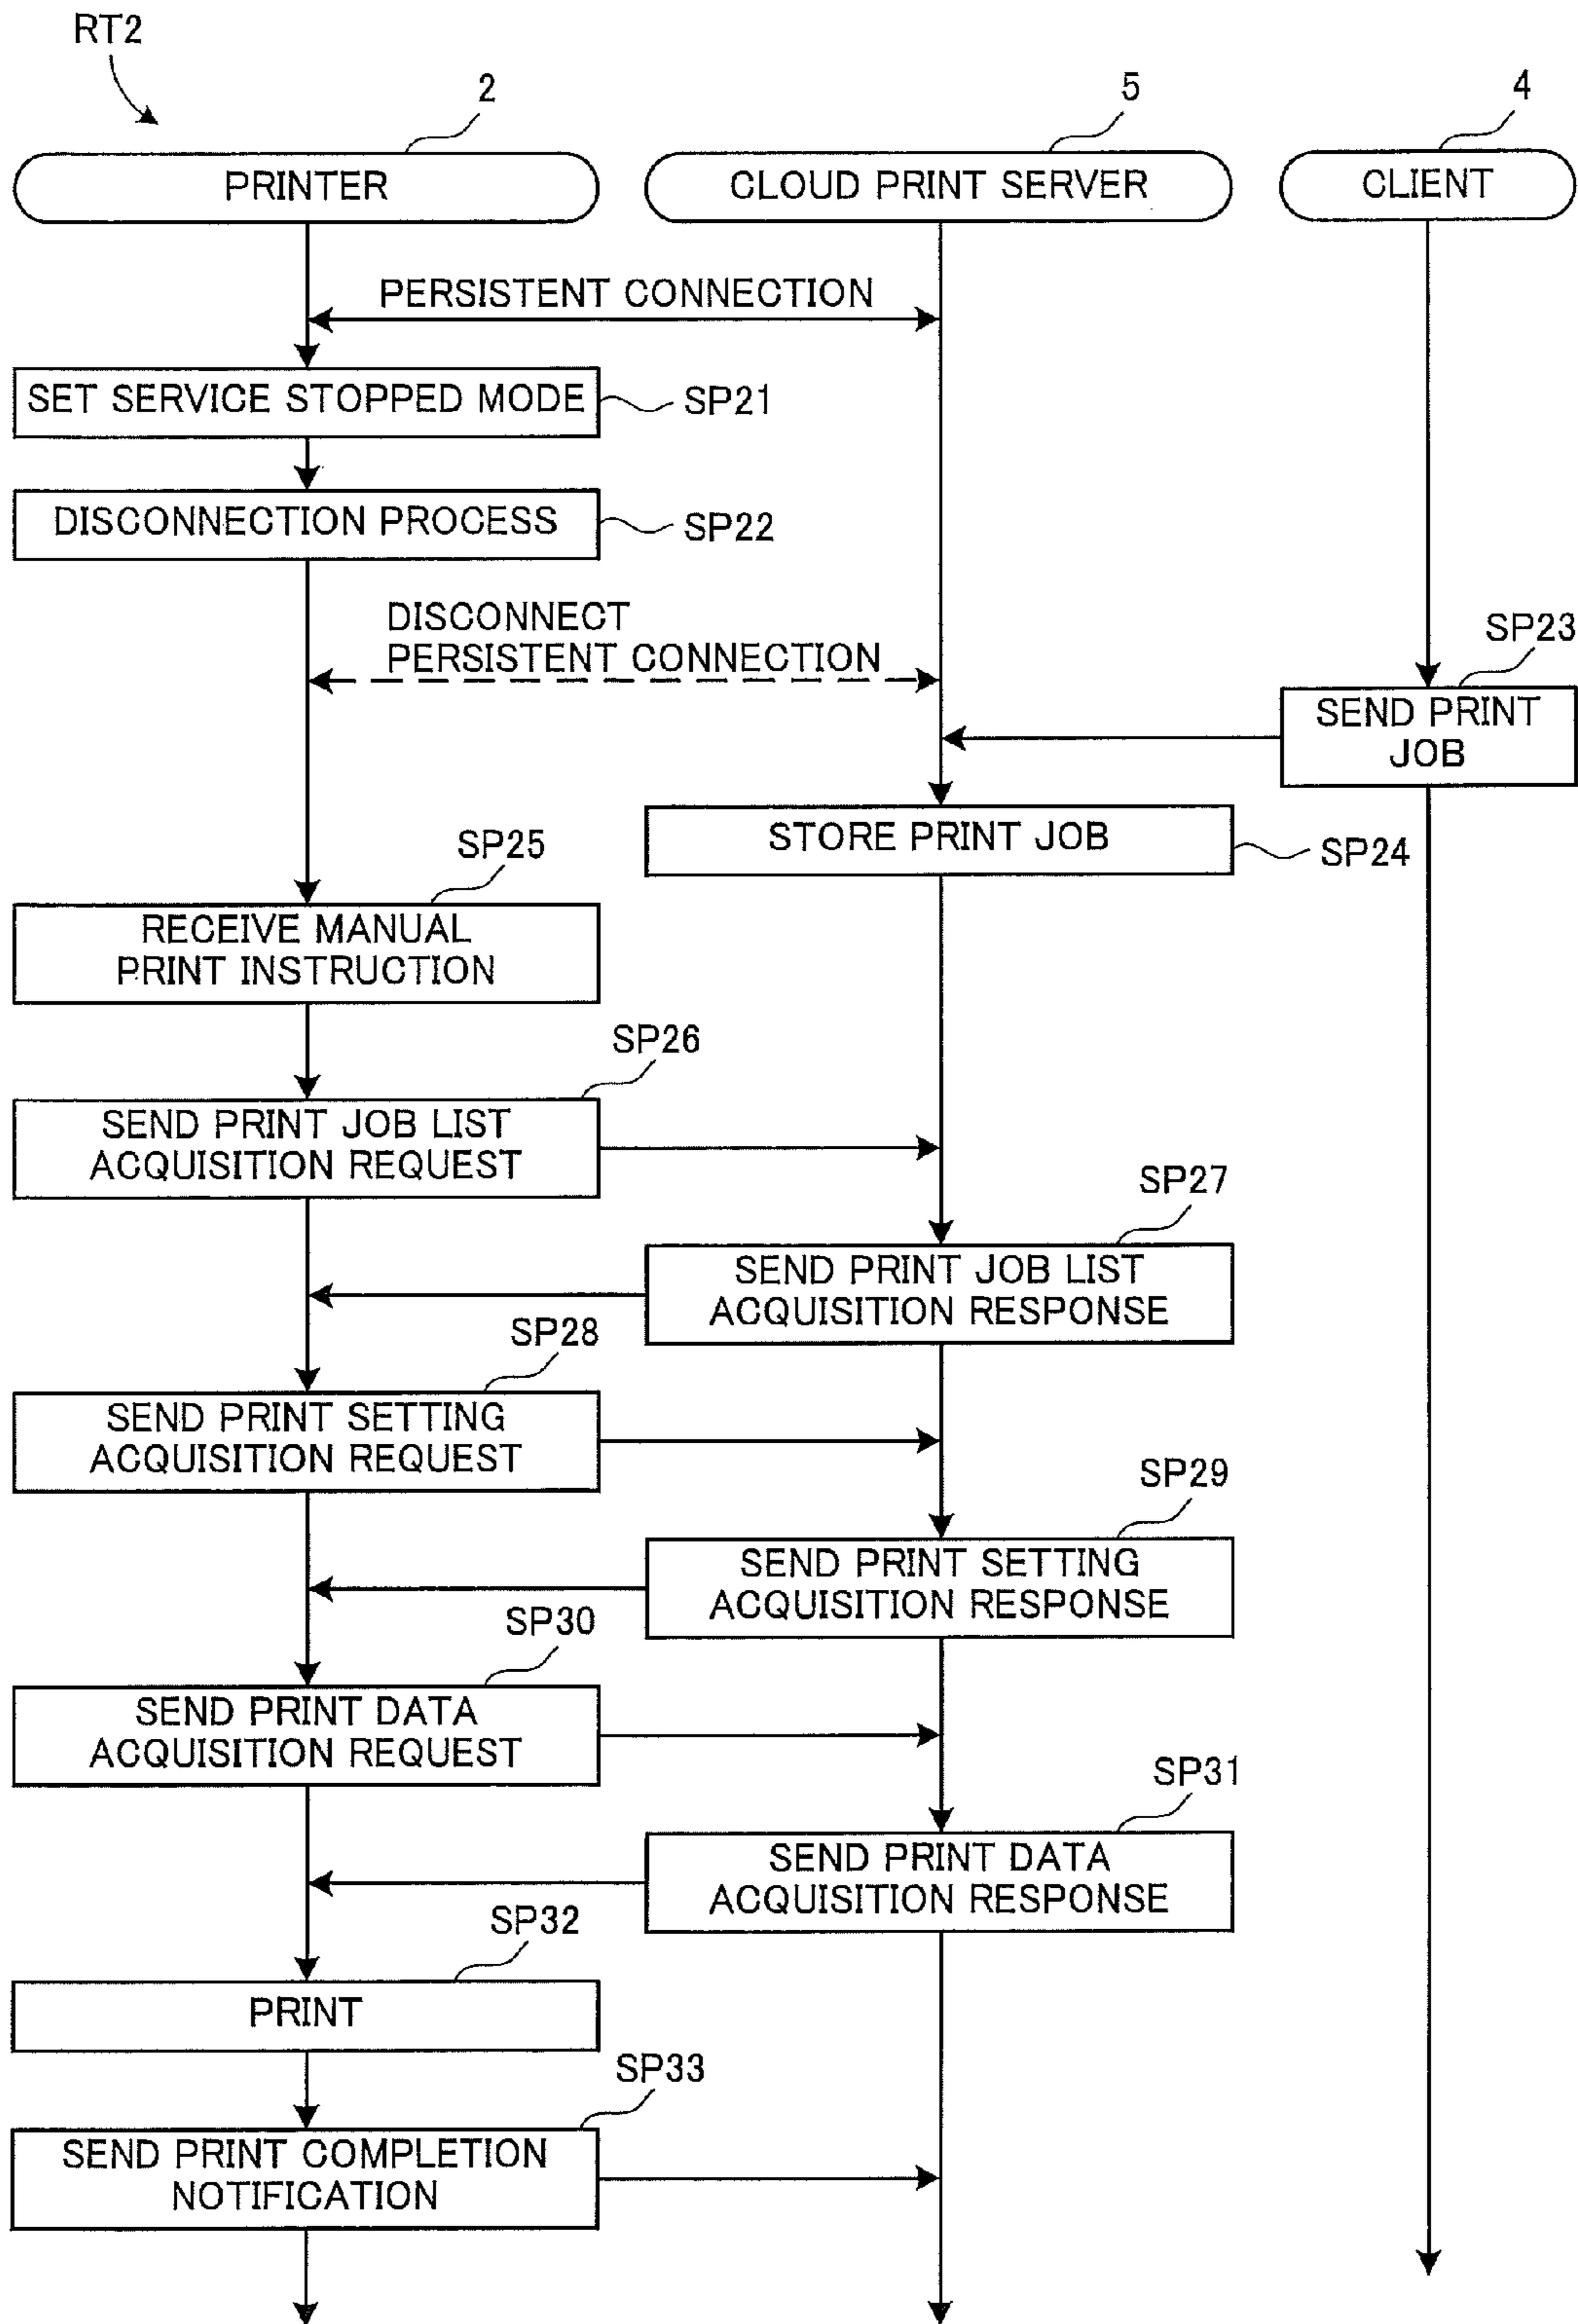 RT2
2
5
4
PRINTER
CLOUD PRINT SERVER
CLIENT
PERSISTENT CONNECTION
SET SERVICE STOPPED MODE
SP21
DISCONNECTION PROCESS
SP22
DISCONNECT
PERSISTENT CONNECTION
SP23
SEND PRINT
JOB
STORE PRINT JOB
SP24
SP25
RECEIVE MANUAL
PRINT INSTRUCTION
SP26
SEND PRINT JOB LIST
ACQUISITION REQUEST
SP27
SEND PRINT JOB LIST
ACQUISITION RESPONSE
SP28
SEND PRINT SETTING
ACQUISITION REQUEST
SP29
SEND PRINT SETTING
ACQUISITION RESPONSE
SP30
SEND PRINT DATA
ACQUISITION REQUEST
SP31
SEND PRINT DATA
ACQUISITION RESPONSE
SP32
PRINT
SP33
SEND PRINT COMPLETION
NOTIFICATION